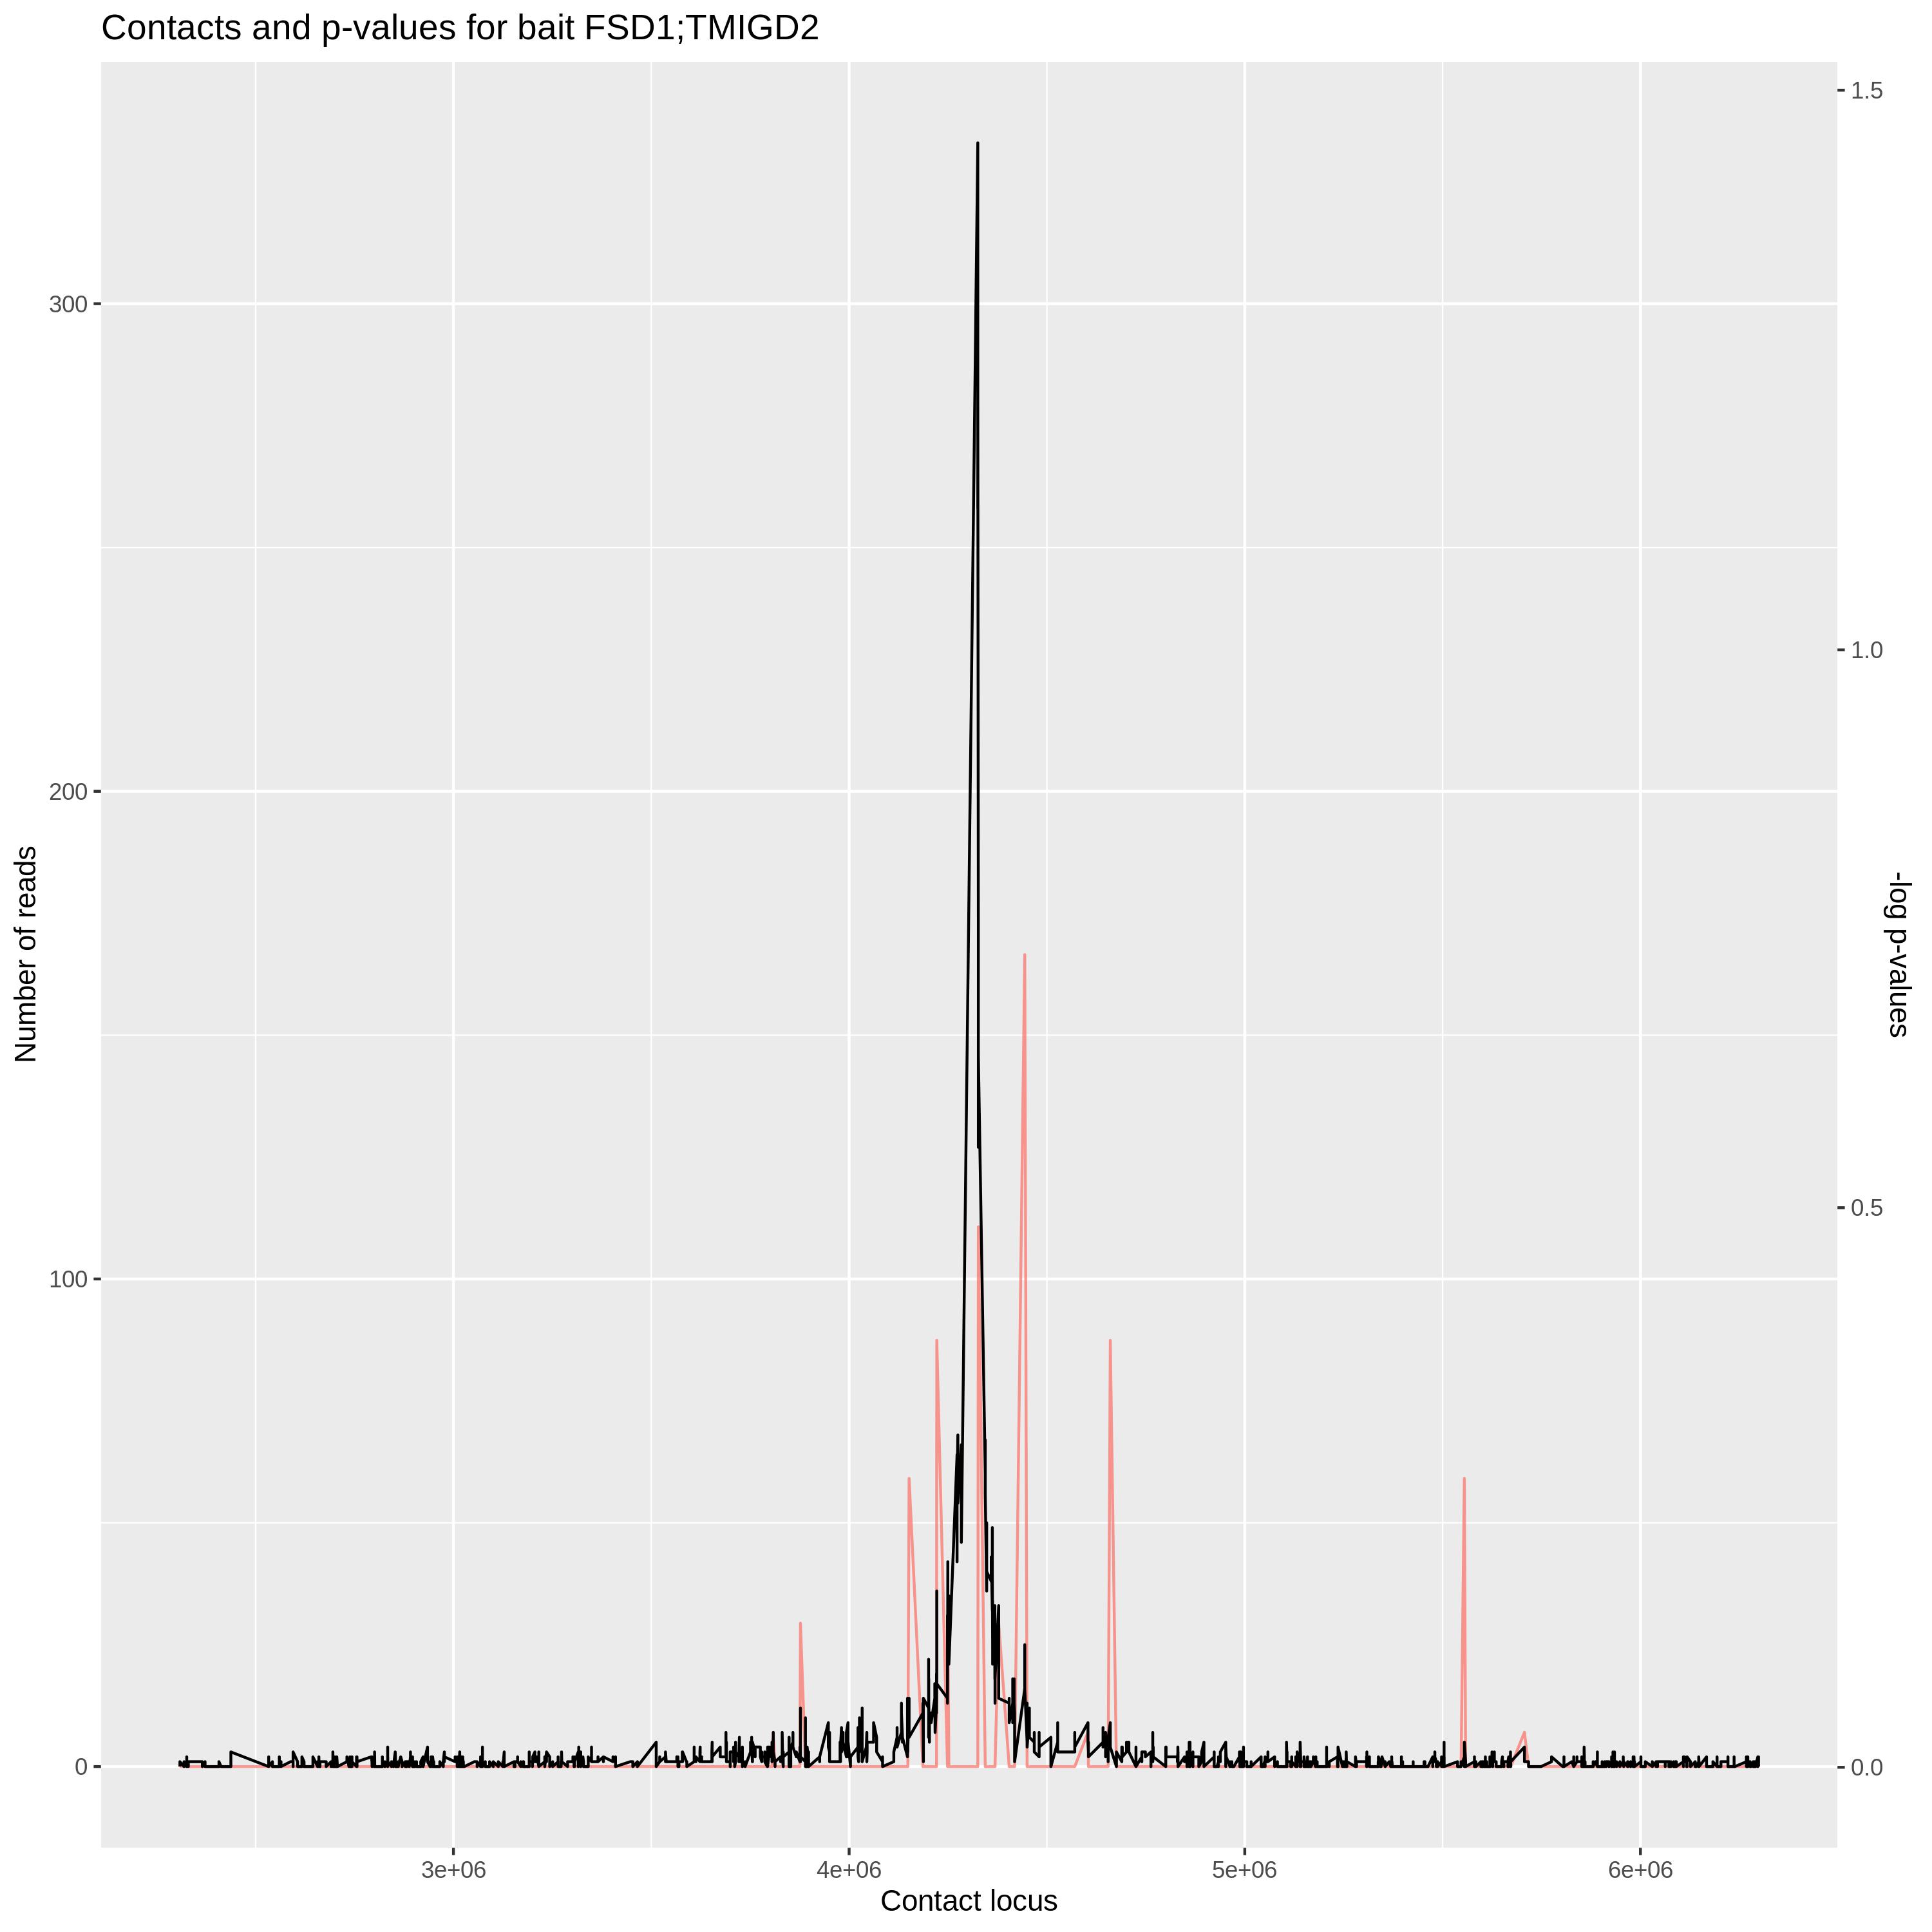 Contacts and p-values for bait FSD1;TMIGD2
1.5
300
1.0
200
Number of reads
-log p-values
0.5
100
0
0.0
3e+06
4e+06
5e+06
6e+06
Contact locus